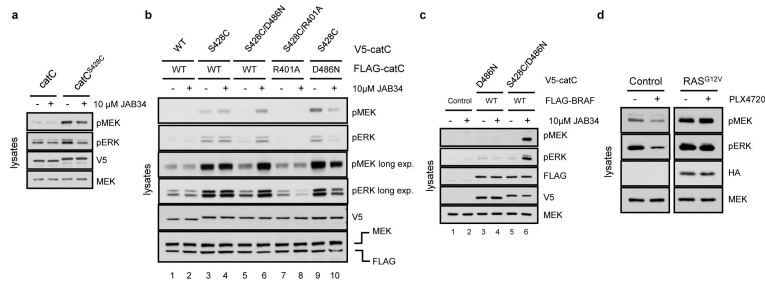 a
catC
catC^S428C
- + - +
10 µM JAB34
pMEK
pERK
V5
MEK
lysates
b
WT
S428C
S428C/D486N
S428C/R401A
S428C
V5-catC
WT
WT
WT
R401A
D486N
FLAG-catC
- + - + - + - + - +
10µM JAB34
pMEK
pERK
pMEK long exp.
pERK long exp.
V5
MEK
FLAG
lysates
1 2 3 4 5 6 7 8 9 10
c
D486N
S428C/D486N
V5-catC
Control
WT
WT
FLAG-BRAF
- + - + - +
10µM JAB34
pMEK
pERK
FLAG
V5
MEK
lysates
1 2 3 4 5 6
d
Control
RAS^G12V
- + - +
PLX4720
pMEK
pERK
HA
MEK
lysates